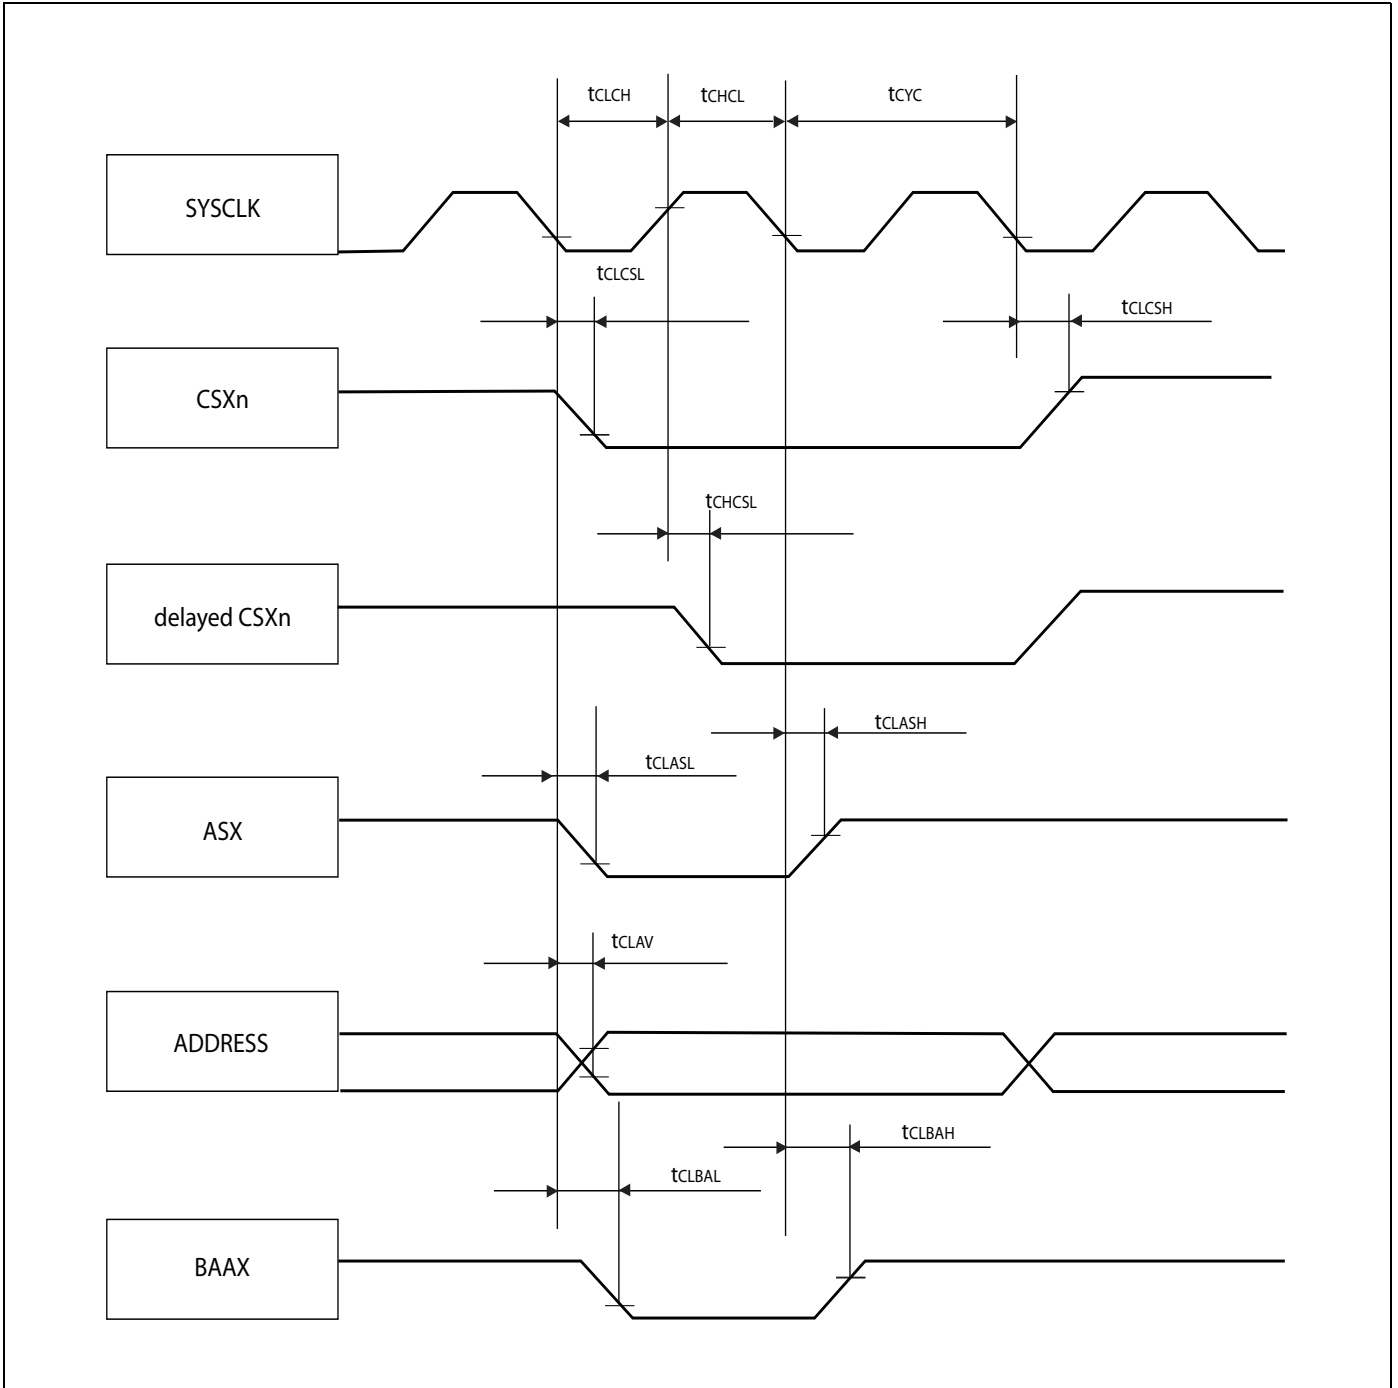 tCLCH
tCHCL
tCYC
SYSCLK
tCLCSL
tCLCSH
CSXn
tCHCSL
delayed CSXn
tCLASH
tCLASL
ASX
tCLAV
ADDRESS
tCLBAH
tCLBAL
BAAX